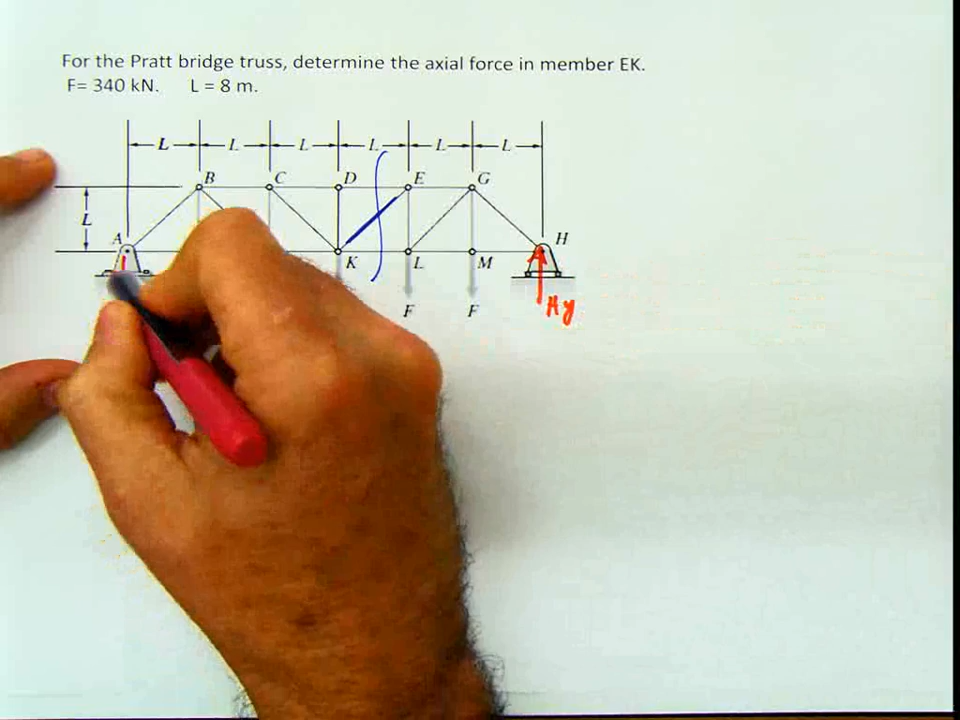 For the Pratt bridge truss, determine the axial force in member EK.
F= 340 kN. L = 8 m.
L L L L L L
B C D E G
L
A H
K L M
F F
Hy